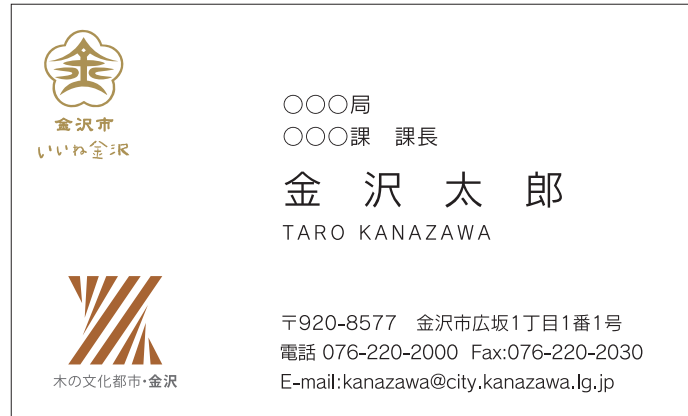 金
金沢市
いいね金沢
○○○局
○○○課　課長
金 沢 太 郎
TARO KANAZAWA
木の文化都市・金沢
〒920-8577　金沢市広坂1丁目1番1号
電話 076-220-2000 Fax:076-220-2030
E-mail:kanazawa@city.kanazawa.lg.jp